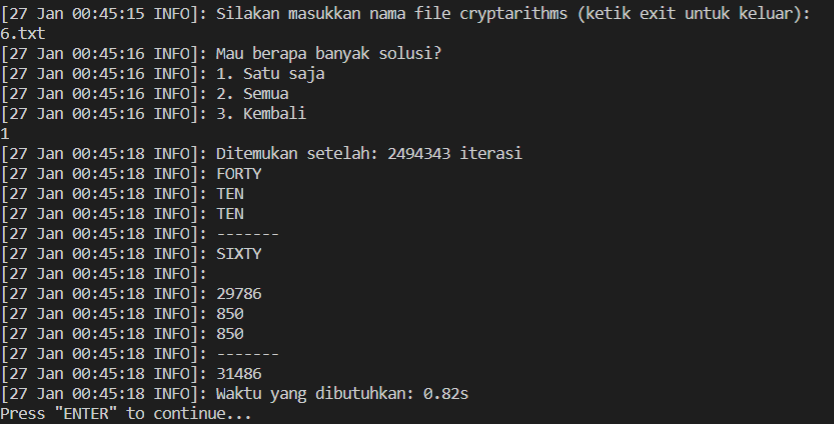 [27 Jan 00:45:15 INFO]: Silakan masukkan nama file cryptarithms (ketik exit untuk keluar):
6.txt
[27 Jan 00:45:16 INFO]: Mau berapa banyak solusi?
[27 Jan 00:45:16 INFO]: 1. Satu saja
[27 Jan 00:45:16 INFO]: 2. Semua
[27 Jan 00:45:16 INFO]: 3. Kembali
1
[27 Jan 00:45:18 INFO]: Ditemukan setelah: 2494343 iterasi
[27 Jan 00:45:18 INFO]: FORTY
[27 Jan 00:45:18 INFO]: TEN
[27 Jan 00:45:18 INFO]: TEN
[27 Jan 00:45:18 INFO]: -------
[27 Jan 00:45:18 INFO]: SIXTY
[27 Jan 00:45:18 INFO]:
[27 Jan 00:45:18 INFO]: 29786
[27 Jan 00:45:18 INFO]: 850
[27 Jan 00:45:18 INFO]: 850
[27 Jan 00:45:18 INFO]: -------
[27 Jan 00:45:18 INFO]: 31486
[27 Jan 00:45:18 INFO]: Waktu yang dibutuhkan: 0.82s
Press "ENTER" to continue...